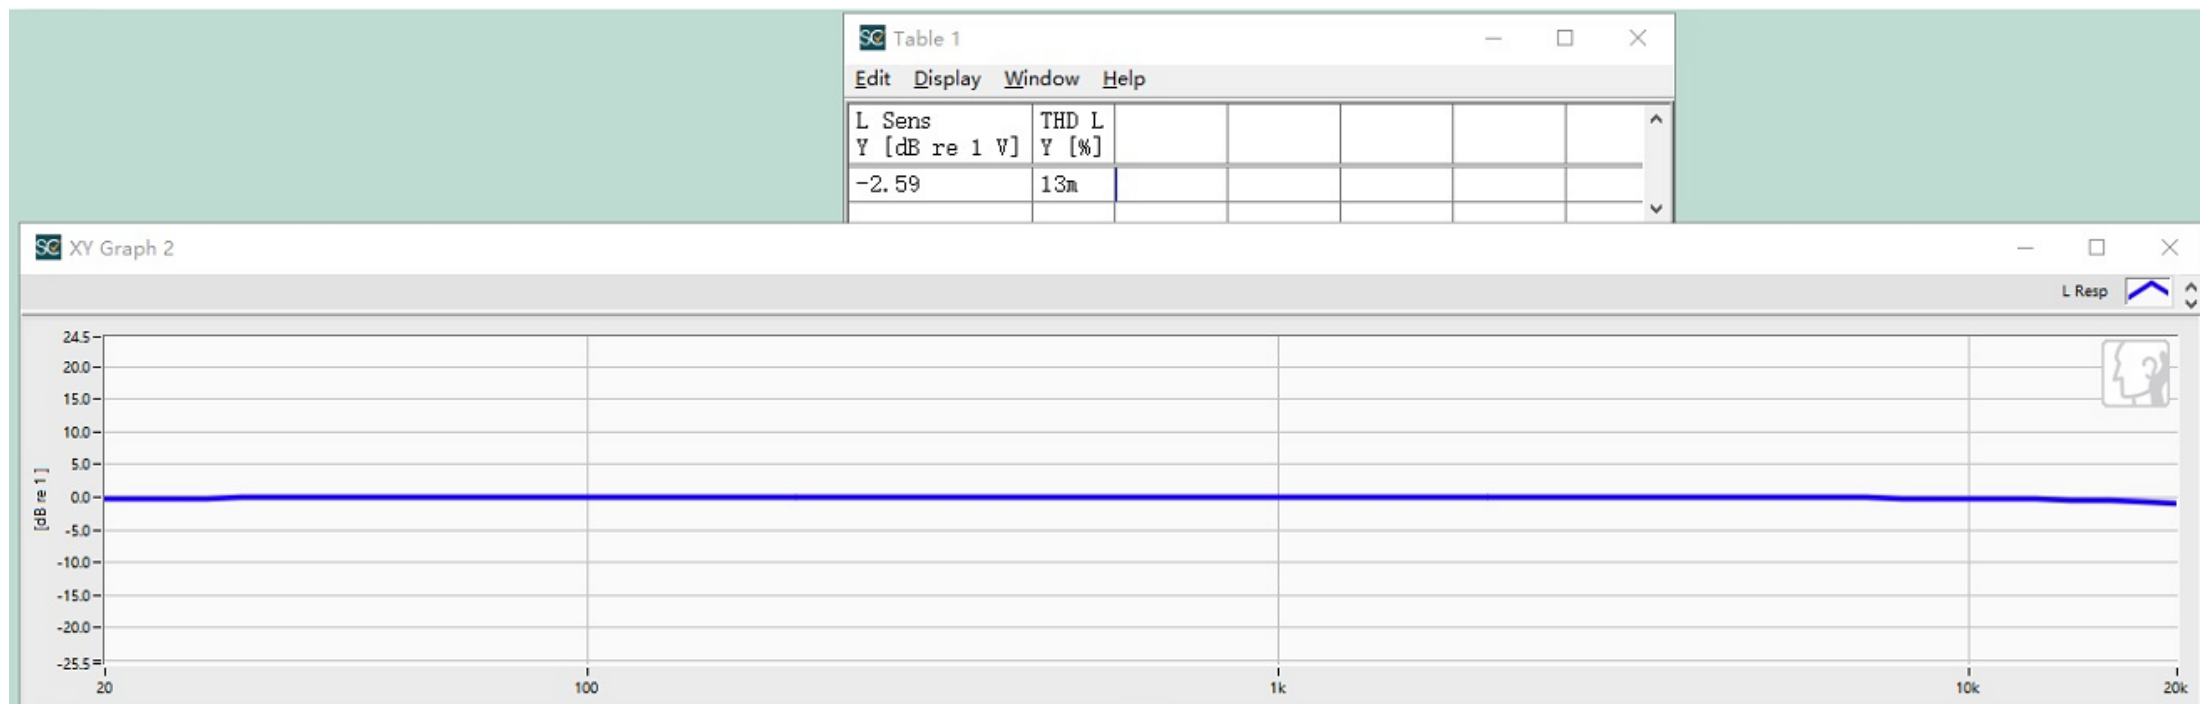 SC Table 1
Edit Display Window Help
L Sens THD L
Y [dB re 1 V] Y [%]
-2.59 13m
SC XY Graph 2
L Resp
24.5
20.0
15.0
10.0
5.0
0.0
-5.0
-10.0
-15.0
-20.0
-25.5
[dB re 1 ]
20 100 1k 10k 20k